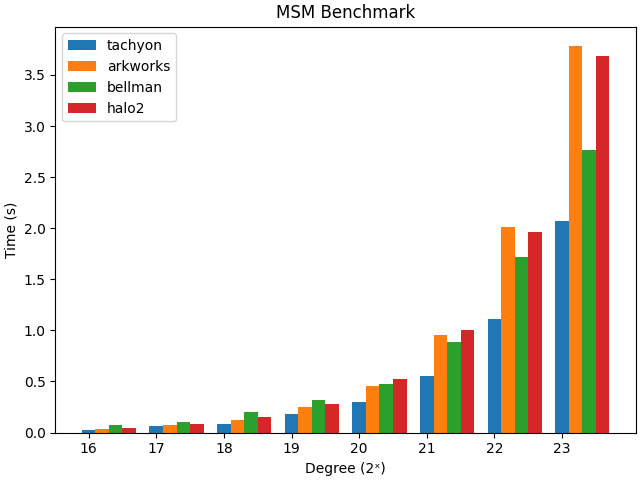 MSM Benchmark
tachyon
arkworks
bellman
halo2
3.5
3.0
2.5
2.0
1.5
1.0
0.5
0.0
Time (s)
16 17 18 19 20 21 22 23
Degree (2ˣ)